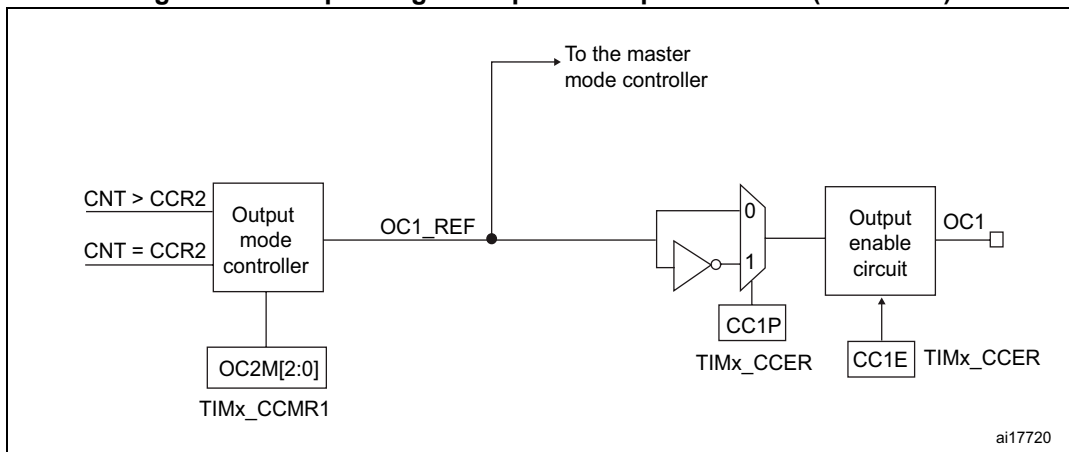 To the master
mode controller
CNT > CCR2
CNT = CCR2
Output
mode
controller
OC1_REF
0
1
Output
enable
circuit
OC1
CC1P
TIMx_CCER
CC1E
TIMx_CCER
OC2M[2:0]
TIMx_CCMR1
ai17720